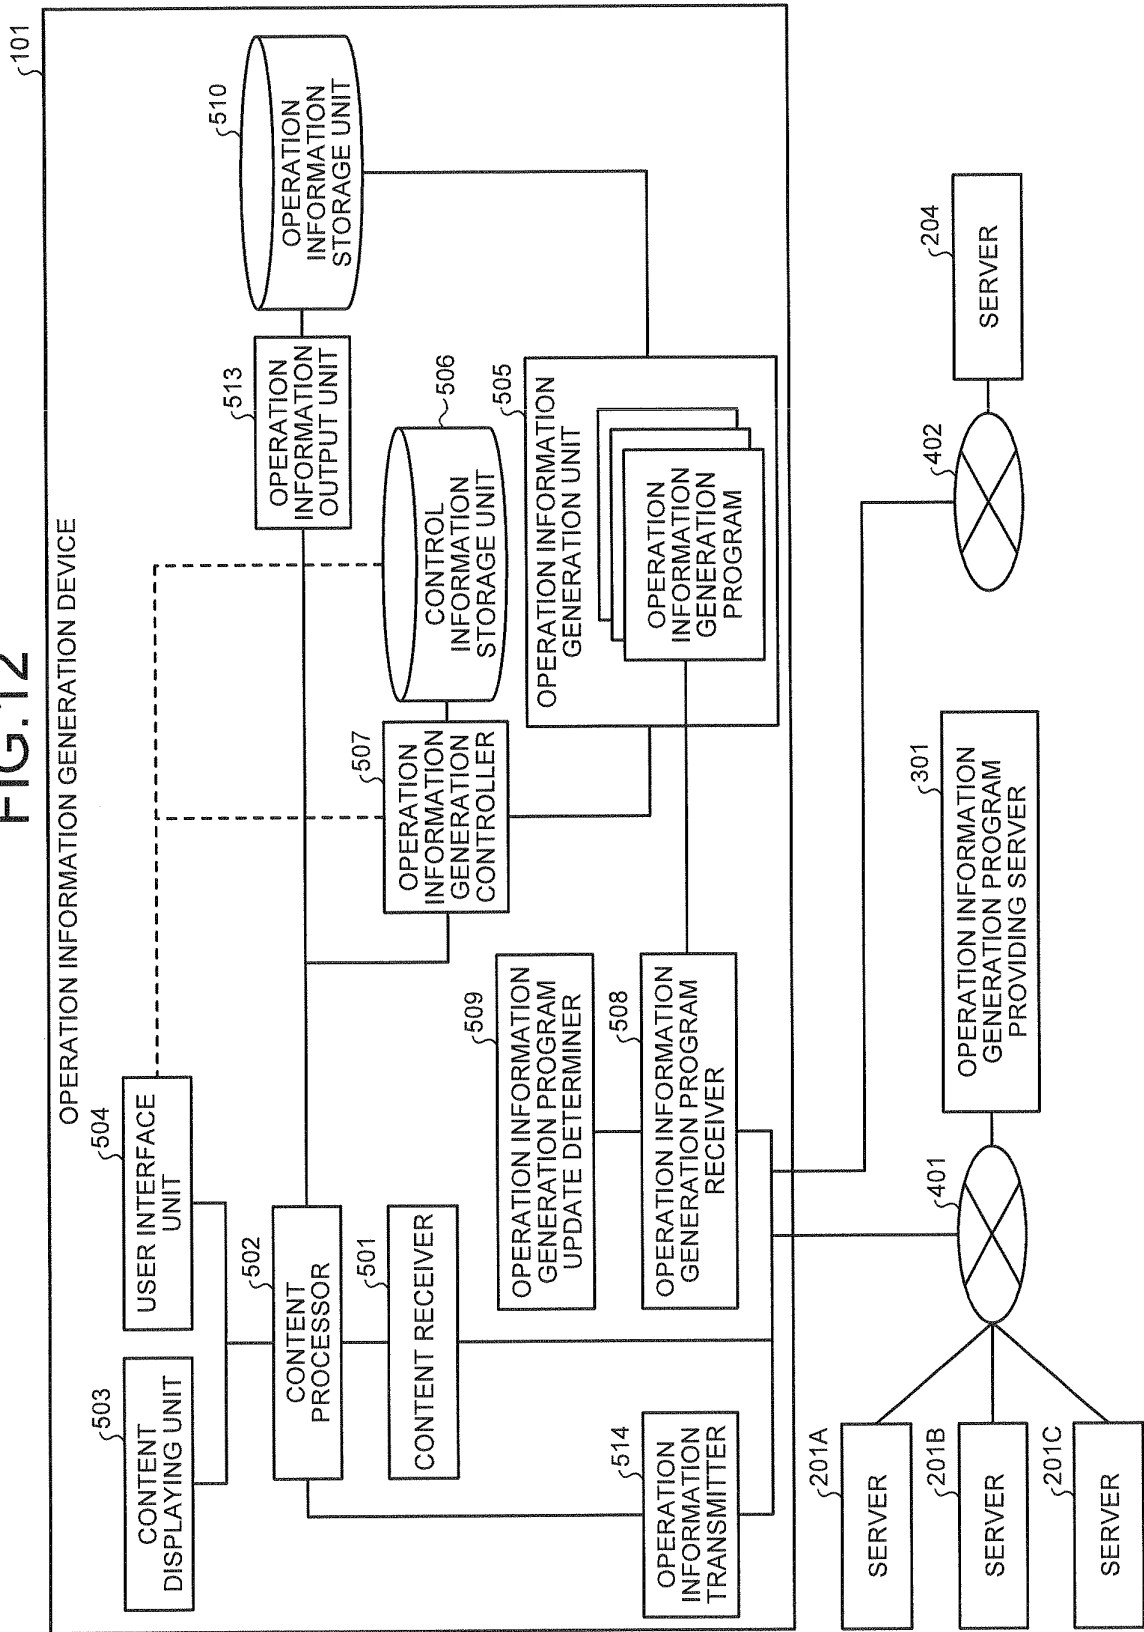 FIG.12
101
OPERATION INFORMATION GENERATION DEVICE
503
CONTENT
DISPLAYING UNIT
504
USER INTERFACE
UNIT
502
CONTENT
PROCESSOR
501
CONTENT RECEIVER
513
OPERATION
INFORMATION
OUTPUT UNIT
510
OPERATION
INFORMATION
STORAGE UNIT
507
OPERATION
INFORMATION
GENERATION
CONTROLLER
506
CONTROL
INFORMATION
STORAGE UNIT
509
OPERATION INFORMATION
GENERATION PROGRAM
UPDATE DETERMINER
505
OPERATION INFORMATION
GENERATION UNIT
OPERATION
INFORMATION
GENERATION
PROGRAM
514
OPERATION
INFORMATION
TRANSMITTER
508
OPERATION INFORMATION
GENERATION PROGRAM
RECEIVER
201A
SERVER
201B
SERVER
201C
SERVER
401
301
OPERATION INFORMATION
GENERATION PROGRAM
PROVIDING SERVER
402
204
SERVER